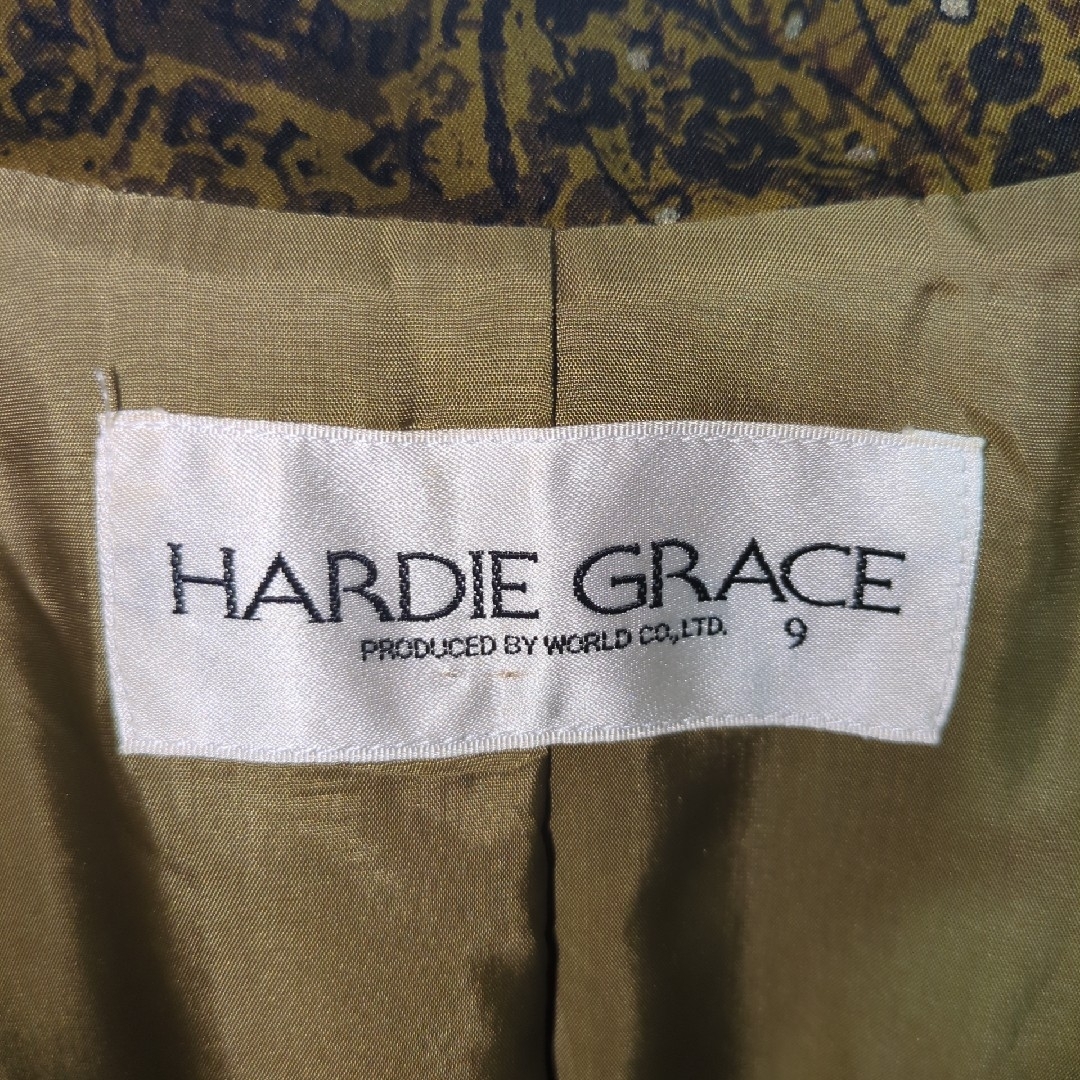 HARDIE GRACE
PRODUCED BY WORLD CO.,LTD. 9